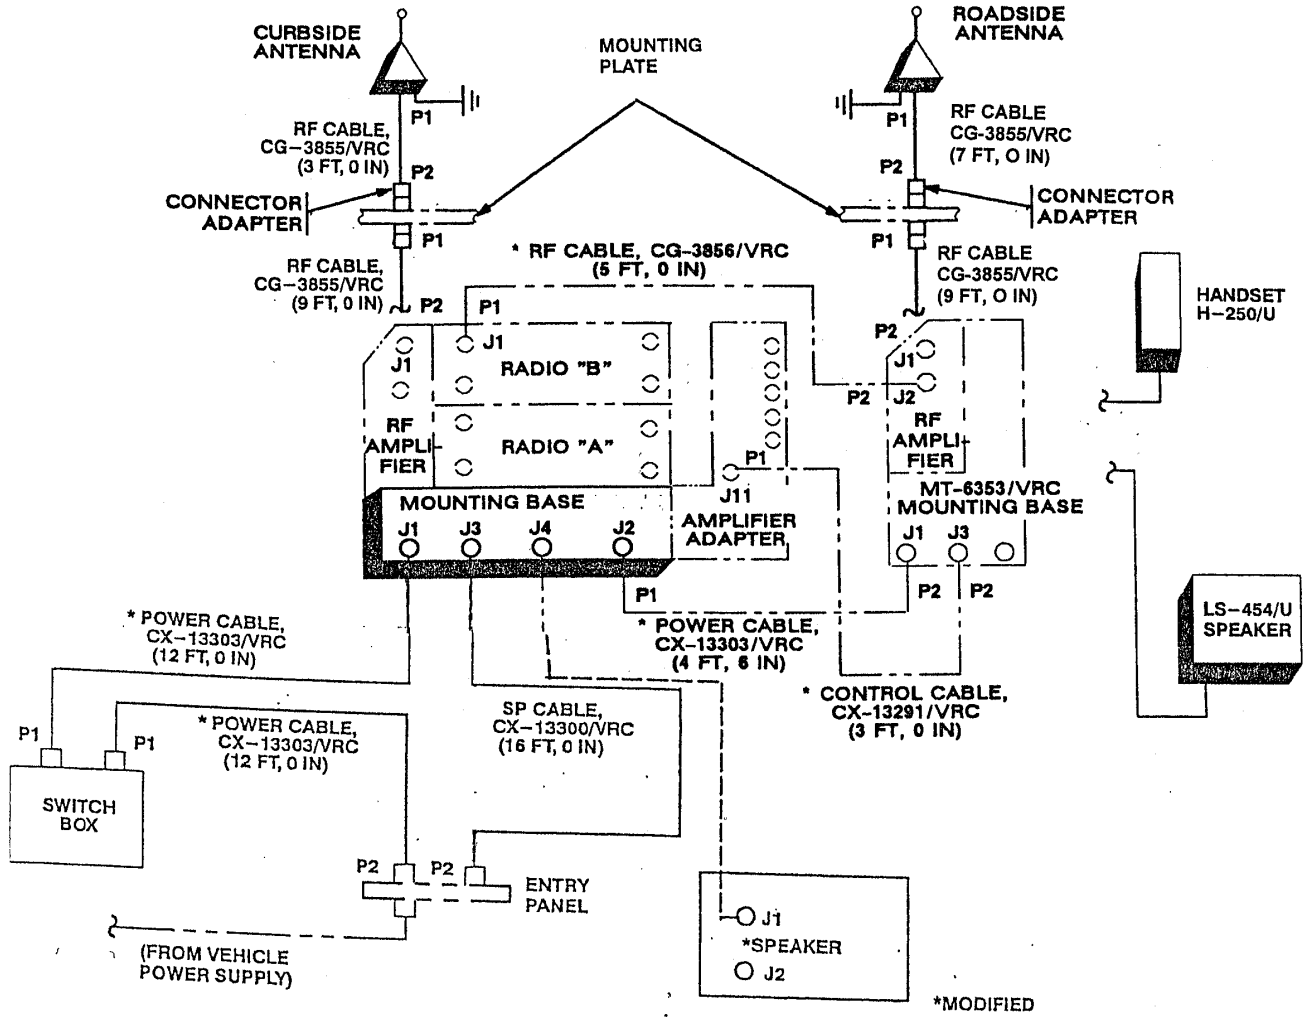 CURBSIDE
ANTENNA
MOUNTING
PLATE
ROADSIDE
ANTENNA
P1
P1
RF CABLE,
CG-3855/VRC
(3 FT, 0 IN)
RF CABLE
CG-3855/VRC
(7 FT, O IN)
P2
P2
CONNECTOR
ADAPTER
CONNECTOR
ADAPTER
P1
P1
* RF CABLE, CG-3856/VRC
(5 FT, 0 IN)
RF CABLE,
CG-3855/VRC
(9 FT, 0 IN)
RF CABLE
CG-3855/VRC
(9 FT, O IN)
HANDSET
H-250/U
P2
P1
P2
J1
J1
RADIO "B"
J1
P2
J2
RF
AMPLI-
FIER
RADIO "A"
RF
AMPLI-
FIER
P1
J11
MT-6353/VRC
MOUNTING BASE
MOUNTING BASE
AMPLIFIER
ADAPTER
J1
J3
J4
J2
J1
J3
P1
P2
P2
LS-454/U
SPEAKER
* POWER CABLE,
CX-13303/VRC
(12 FT, 0 IN)
* POWER CABLE,
CX-13303/VRC
(4 FT, 6 IN)
* CONTROL CABLE,
CX-13291/VRC
(3 FT, 0 IN)
* POWER CABLE,
CX-13303/VRC
(12 FT, 0 IN)
SP CABLE,
CX-13300/VRC
(16 FT, 0 IN)
P1
P1
SWITCH
BOX
P2
P2
ENTRY
PANEL
J1
*SPEAKER
J2
(FROM VEHICLE
POWER SUPPLY)
*MODIFIED